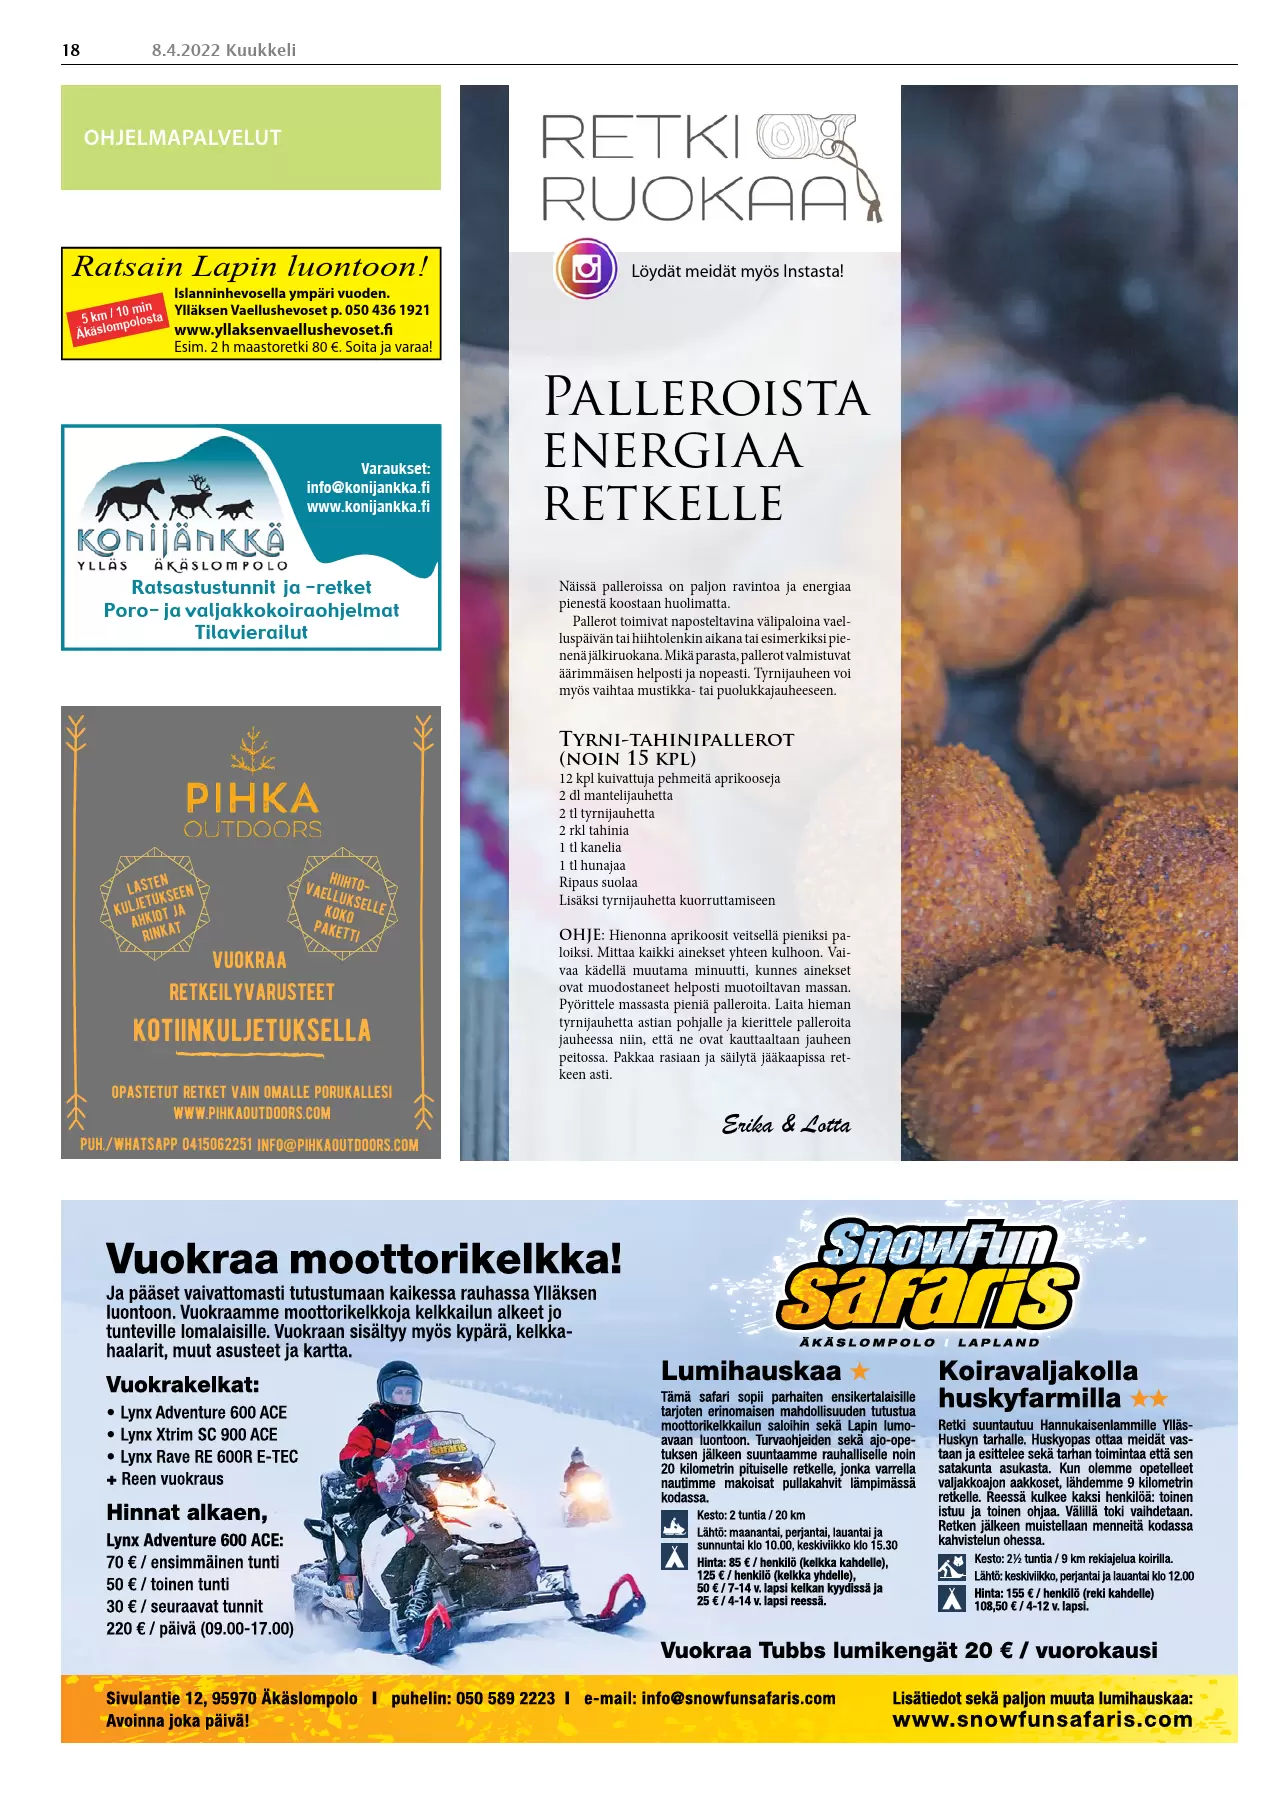 18
8.4.2022 Kuukkeli
OHJELMAPALVELUT
Ratsain Lapin luontoon!
5 km / 10 min
Äkäslompolosta
Islanninhevosella ympäri vuoden.
Ylläksen Vaellushevoset p. 050 436 1921
www.yllaksenvaellushevoset.fi
Esim. 2 h maastoretki 80 €. Soita ja varaa!
Varaukset:
info@konijankka.fi
www.konijankka.fi
KONIJÄNKKÄ
YLLÄS ÄKÄSLOMPOLO
Ratsastustunnit ja -retket
Poro- ja valjakkokoiraohjelmat
Tilavierailut
PIHKA
OUTDOORS
LASTEN
KULJETUKSEEN
AHKIOT JA
RINKAT
HIIHTO-
VAELLUKSELLE
KOKO
PAKETTI
VUOKRAA
RETKEILYVARUSTEET
KOTIINKULJETUKSELLA
OPASTETUT RETKET VAIN OMALLE PORUKALLESI
WWW.PIHKAOUTDOORS.COM
PUH./WHATSAPP 0415062251 INFO@PIHKAOUTDOORS.COM
RETKI
RUOKAA
Löydät meidät myös Instasta!
PALLEROISTA
ENERGIAA
RETKELLE
Näissä palleroissa on paljon ravintoa ja energiaa
pienestä koostaan huolimatta.
Pallerot toimivat naposteltavina välipaloina vael-
luspäivän tai hiihtolenkin aikana tai esimerkiksi pie-
nenä jälkiruokana. Mikä parasta, pallerot valmistuvat
äärimmäisen helposti ja nopeasti. Tyrnijauheen voi
myös vaihtaa mustikka- tai puolukkajauheeseen.
TYRNI-TAHINIPALLEROT
(NOIN 15 KPL)
12 kpl kuivattuja pehmeitä aprikooseja
2 dl mantelijauhetta
2 tl tyrnijauhetta
2 rkl tahinia
1 tl kanelia
1 tl hunajaa
Ripaus suolaa
Lisäksi tyrnijauhetta kuorruttamiseen
OHJE: Hienonna aprikoosit veitsellä pieniksi pa-
loiksi. Mittaa kaikki ainekset yhteen kulhoon. Vai-
vaa kädellä muutama minuutti, kunnes ainekset
ovat muodostaneet helposti muotoiltavan massan.
Pyörittele massasta pieniä palleroita. Laita hieman
tyrnijauhetta astian pohjalle ja kierittele palleroita
jauheessa niin, että ne ovat kauttaaltaan jauheen
peitossa. Pakkaa rasiaan ja säilytä jääkaapissa ret-
keen asti.
Erika & Lotta
Vuokraa moottorikelkka!
Ja pääset vaivattomasti tutustumaan kaikessa rauhassa Ylläksen
luontoon. Vuokraamme moottorikelkkoja kelkkailun alkeet jo
tunteville lomalaisille. Vuokraan sisältyy myös kypärä, kelkka-
haalarit, muut asusteet ja kartta.
Vuokrakelkat:
• Lynx Adventure 600 ACE
• Lynx Xtrim SC 900 ACE
• Lynx Rave RE 600R E-TEC
+ Reen vuokraus
Hinnat alkaen,
Lynx Adventure 600 ACE:
70 € / ensimmäinen tunti
50 € / toinen tunti
30 € / seuraavat tunnit
220 € / päivä (09.00-17.00)
SnowFun
safaris
ÄKÄSLOMPOLO I LAPLAND
Lumihauskaa
Tämä safari sopii parhaiten ensikertalaisille
tarjoten erinomaisen mahdollisuuden tutustua
moottorikelkkailun saloihin sekä Lapin lumo-
avaan luontoon. Turvaohjeiden sekä ajo-ope-
tuksen jälkeen suuntaamme rauhalliselle noin
20 kilometrin pituiselle retkelle, jonka varrella
nautimme makoisat pullakahvit lämpimässä
kodassa.
Kesto: 2 tuntia / 20 km
Lähtö: maanantai, perjantai, lauantai ja
sunnuntai klo 10.00, keskiviikko klo 15.30
Hinta: 85 € / henkilö (kelkka kahdelle),
125 € / henkilö (kelkka yhdelle),
50 € / 7-14 v. lapsi kelkan kyydissä ja
25 € / 4-14 v. lapsi reessä.
Koiravaljakolla
huskyfarmilla
Retki suuntautuu Hannukaisenlammille Ylläs-
Huskyn tarhalle. Huskyopas ottaa meidät vas-
taan ja esittelee sekä tarhan toimintaa että sen
satakunta asukasta. Kun olemme opetelleet
valjakkoajon aakkoset, lähdemme 9 kilometrin
retkelle. Reessä kulkee kaksi henkilöä: toinen
istuu ja toinen ohjaa. Välillä toki vaihdetaan.
Retken jälkeen muistellaan menneitä kodassa
kahvistelun ohessa.
Kesto: 2½ tuntia / 9 km rekiajelua koirilla.
Lähtö: keskiviikko, perjantai ja lauantai klo 12.00
Hinta: 155 € / henkilö (reki kahdelle)
108,50 € / 4-12 v. lapsi.
Vuokraa Tubbs lumikengät 20 € / vuorokausi
Sivulantie 12, 95970 Äkäslompolo I puhelin: 050 589 2223 I e-mail: info@snowfunsafaris.com
Avoinna joka päivä!
Lisätiedot sekä paljon muuta lumihauskaa:
www.snowfunsafaris.com